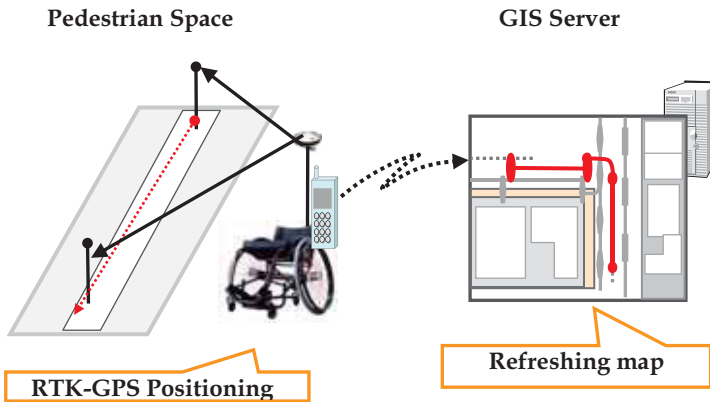 Pedestrian Space
GIS Server
RTK-GPS Positioning
Refreshing map